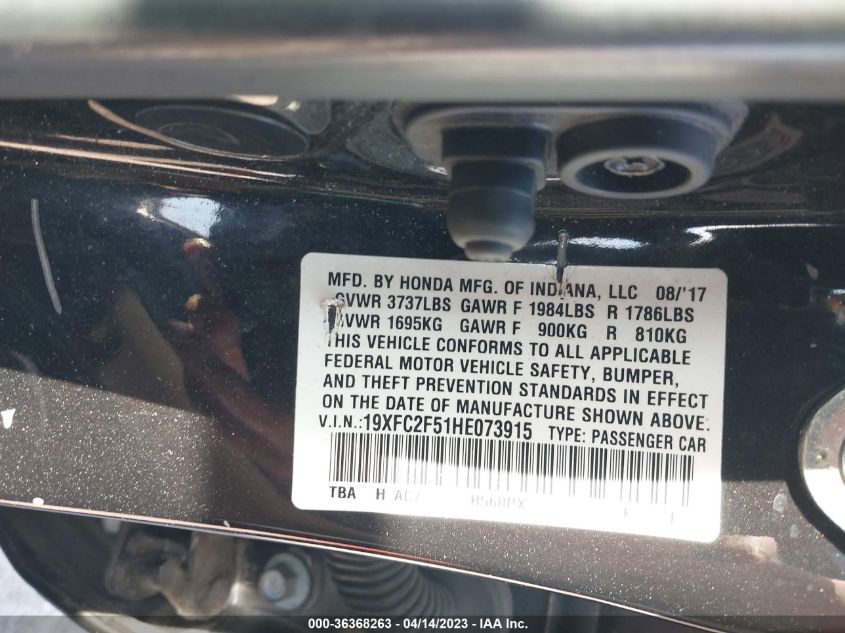 MFD. BY HONDA MFG. OF INDIANA, LLC 08/'17
GVWR 3737LBS GAWR F 1984LBS R 1786LBS
GVWR 1695KG GAWR F 900KG R 810KG
THIS VEHICLE CONFORMS TO ALL APPLICABLE
FEDERAL MOTOR VEHICLE SAFETY, BUMPER,
AND THEFT PREVENTION STANDARDS IN EFFECT
ON THE DATE OF MANUFACTURE SHOWN ABOVE.
V.I.N.:19XFC2F51HE073915 TYPE: PASSENGER CAR
TBA H
000-36368263 - 04/14/2023 - IAA Inc.